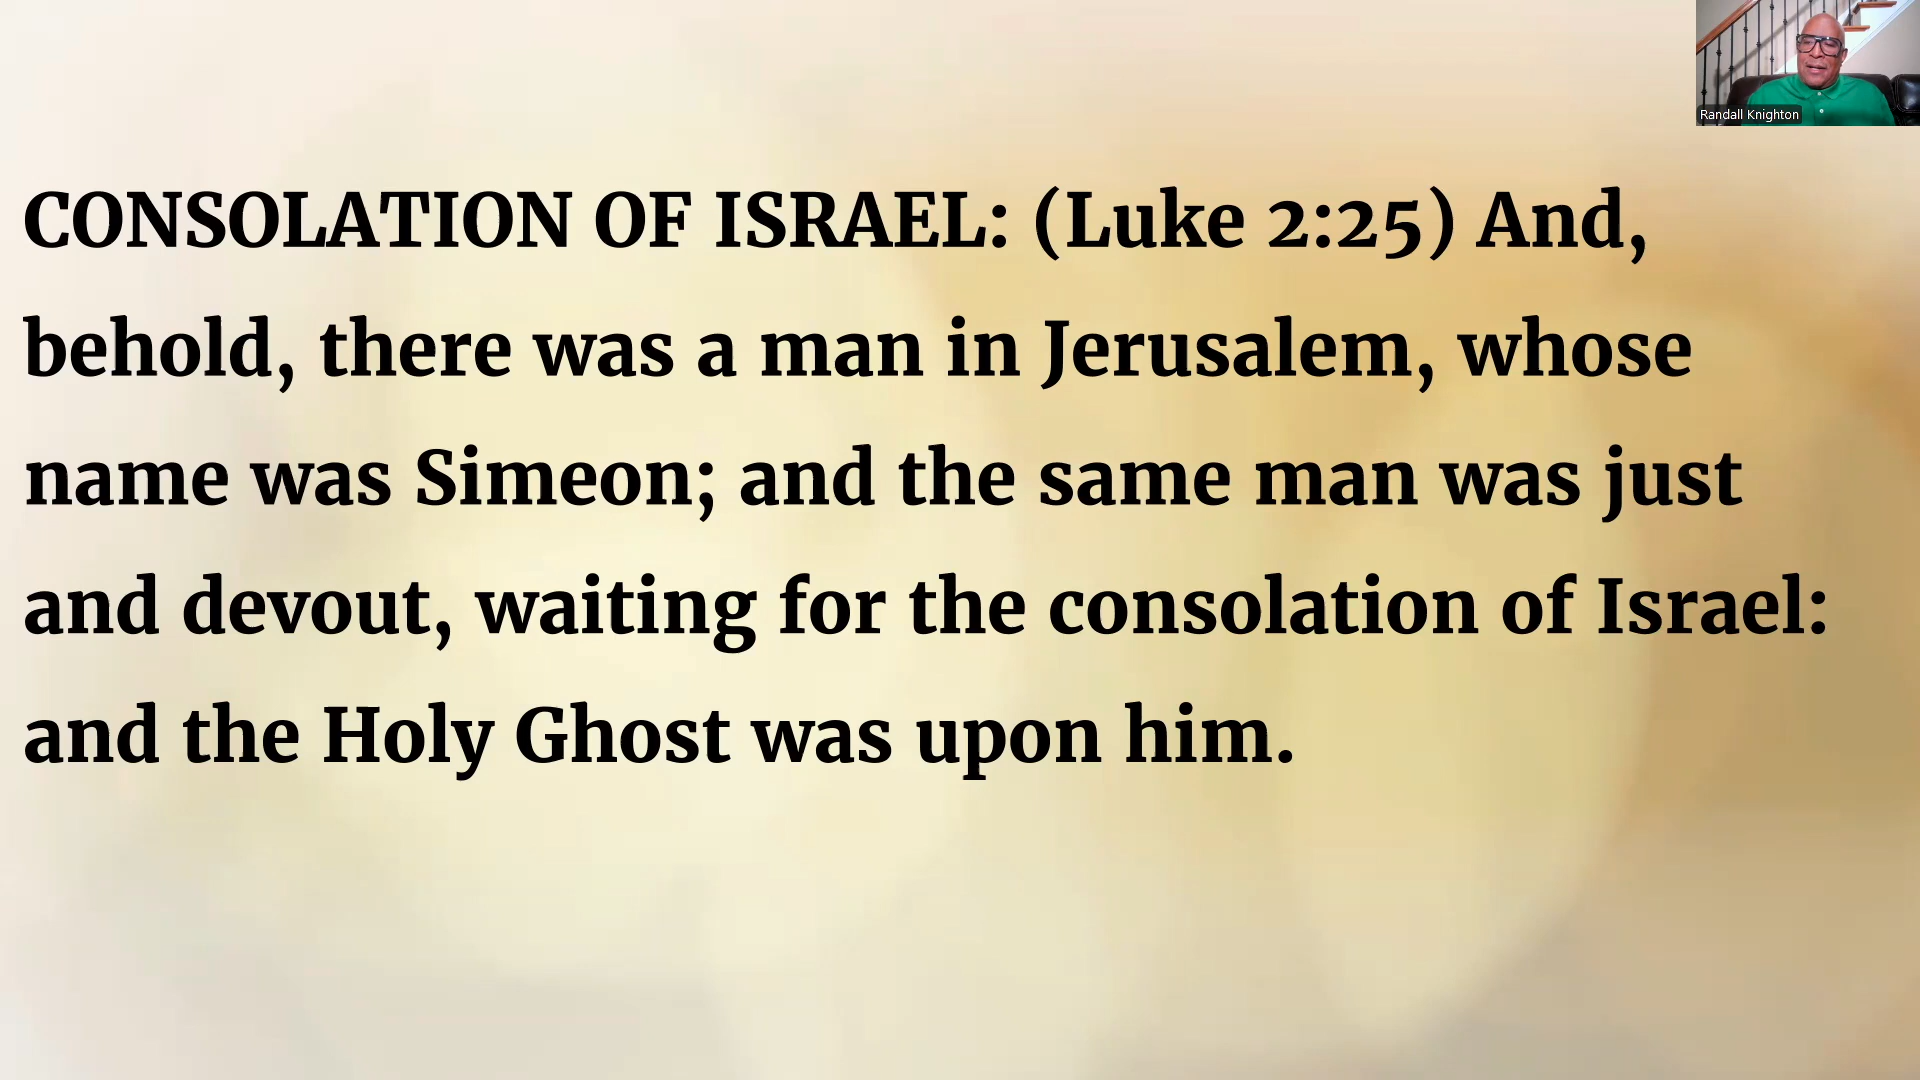 Randall Knighton
CONSOLATION OF ISRAEL: (Luke 2:25) And,
behold, there was a man in Jerusalem, whose
name was Simeon; and the same man was just
and devout, waiting for the consolation of Israel:
and the Holy Ghost was upon him.